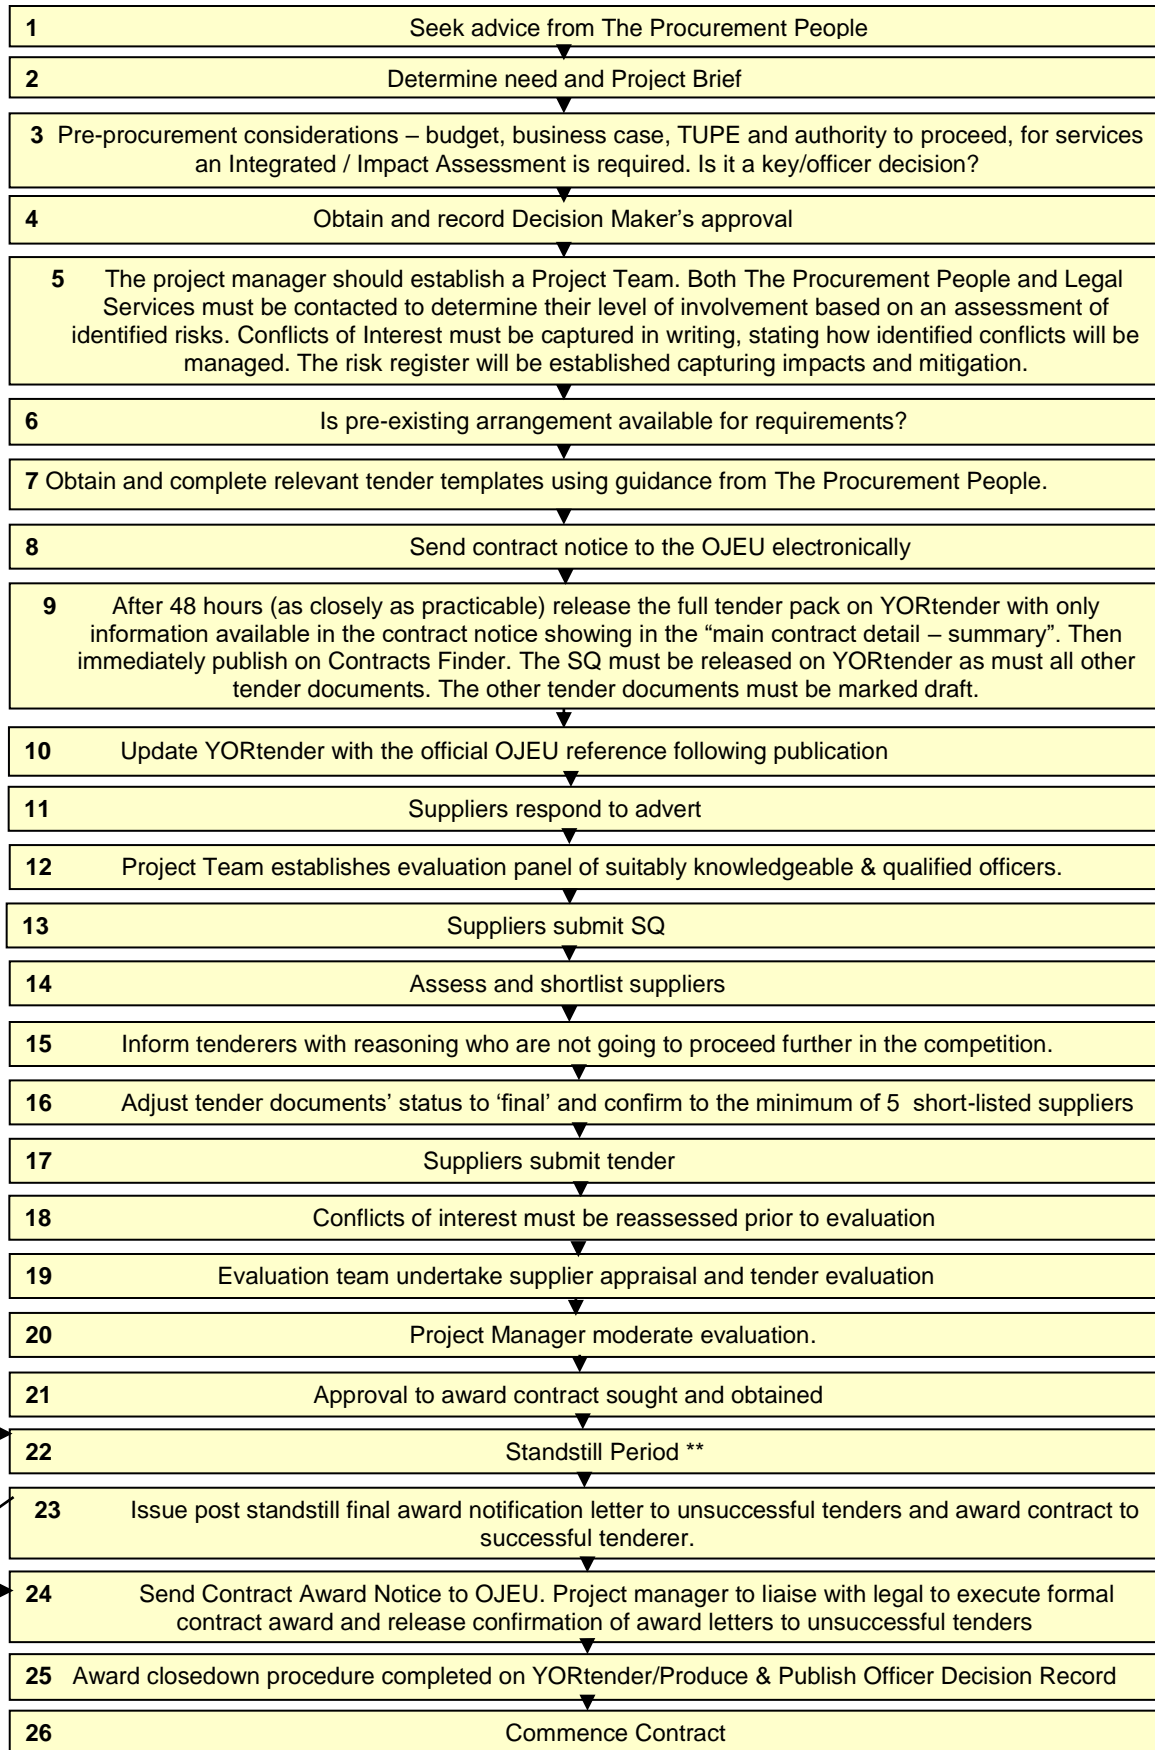 1 Seek advice from The Procurement People
2 Determine need and Project Brief
3 Pre-procurement considerations – budget, business case, TUPE and authority to proceed, for services
an Integrated / Impact Assessment is required. Is it a key/officer decision?
4 Obtain and record Decision Maker's approval
5 The project manager should establish a Project Team. Both The Procurement People and Legal
Services must be contacted to determine their level of involvement based on an assessment of
identified risks. Conflicts of Interest must be captured in writing, stating how identified conflicts will be
managed. The risk register will be established capturing impacts and mitigation.
6 Is pre-existing arrangement available for requirements?
7 Obtain and complete relevant tender templates using guidance from The Procurement People.
8 Send contract notice to the OJEU electronically
9 After 48 hours (as closely as practicable) release the full tender pack on YORtender with only
information available in the contract notice showing in the “main contract detail – summary”. Then
immediately publish on Contracts Finder. The SQ must be released on YORtender as must all other
tender documents. The other tender documents must be marked draft.
10 Update YORtender with the official OJEU reference following publication
11 Suppliers respond to advert
12 Project Team establishes evaluation panel of suitably knowledgeable & qualified officers.
13 Suppliers submit SQ
14 Assess and shortlist suppliers
15 Inform tenderers with reasoning who are not going to proceed further in the competition.
16 Adjust tender documents’ status to ‘final’ and confirm to the minimum of 5 short-listed suppliers
17 Suppliers submit tender
18 Conflicts of interest must be reassessed prior to evaluation
19 Evaluation team undertake supplier appraisal and tender evaluation
20 Project Manager moderate evaluation.
21 Approval to award contract sought and obtained
22 Standstill Period **
23 Issue post standstill final award notification letter to unsuccessful tenders and award contract to
successful tenderer.
24 Send Contract Award Notice to OJEU. Project manager to liaise with legal to execute formal
contract award and release confirmation of award letters to unsuccessful tenders
25 Award closedown procedure completed on YORtender/Produce & Publish Officer Decision Record
26 Commence Contract